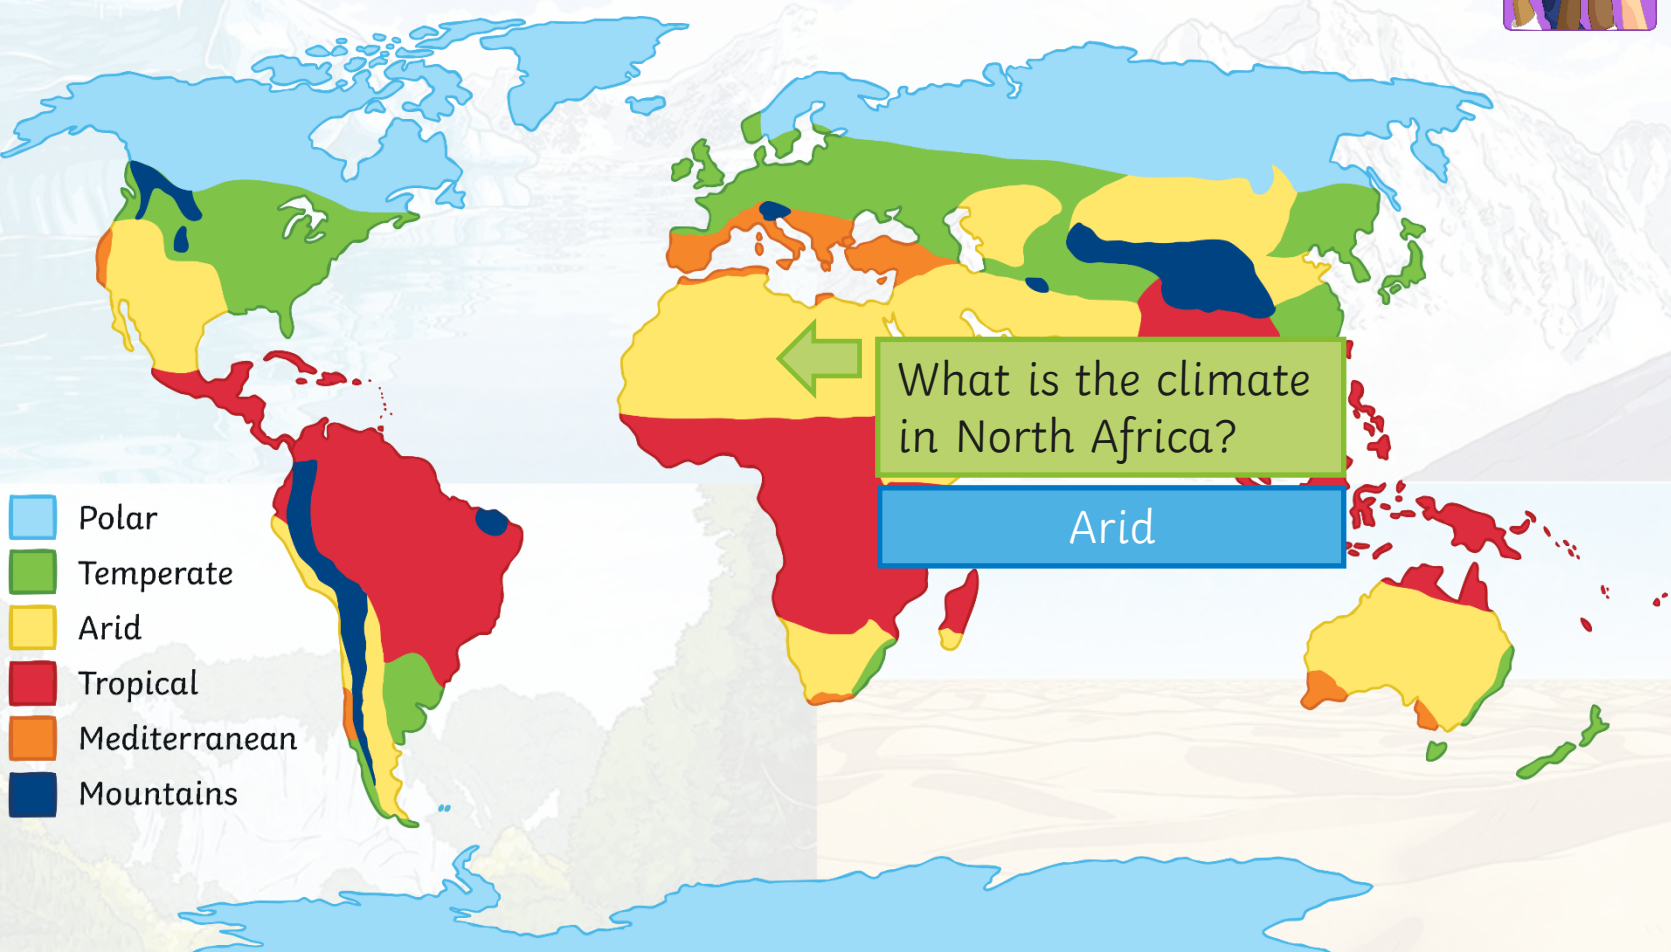 What is the climate
in North Africa?
Arid
Polar
Temperate
Arid
Tropical
Mediterranean
Mountains